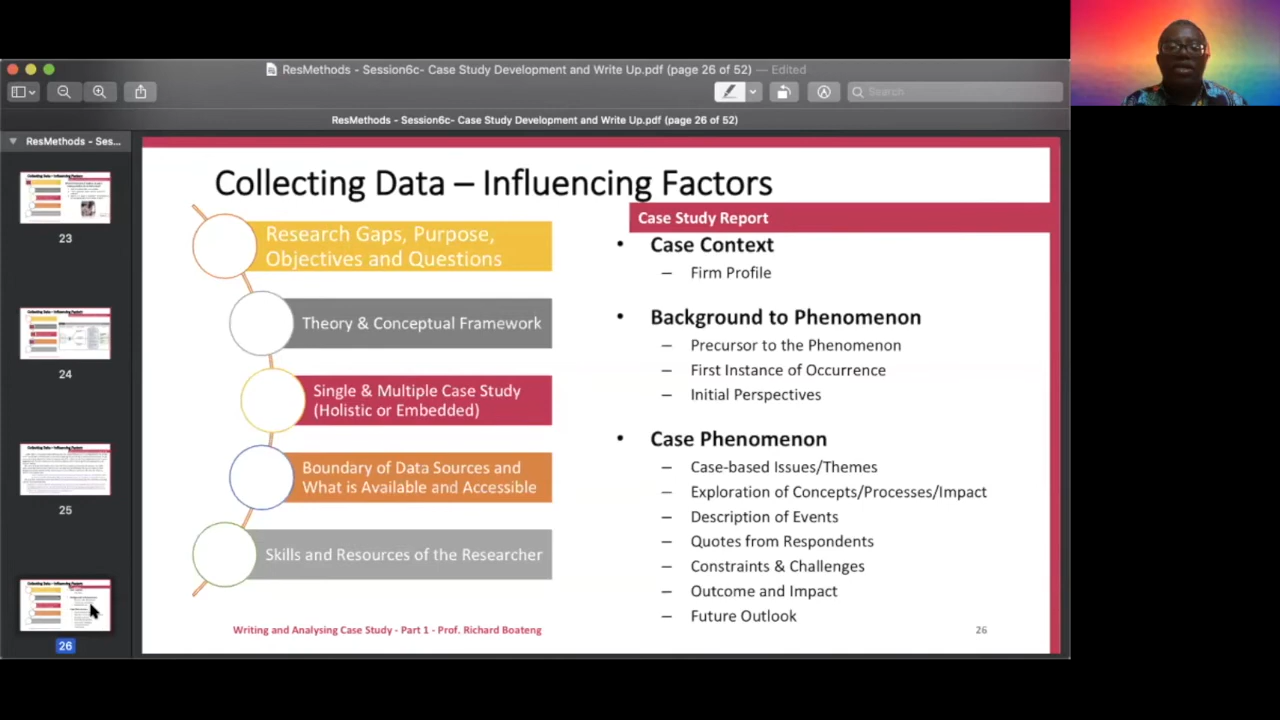 ResMethods - Session6c- Case Study Development and Write Up.pdf (page 26 of 52) — Edited
Search
ResMethods - Session6c- Case Study Development and Write Up.pdf (page 26 of 52)
ResMethods - Ses...
23
24
25
26
Collecting Data – Influencing Factors
Research Gaps, Purpose,
Objectives and Questions
Theory & Conceptual Framework
Single & Multiple Case Study
(Holistic or Embedded)
Boundary of Data Sources and
What is Available and Accessible
Skills and Resources of the Researcher
Case Study Report
• Case Context
– Firm Profile
• Background to Phenomenon
– Precursor to the Phenomenon
– First Instance of Occurrence
– Initial Perspectives
• Case Phenomenon
– Case-based Issues/Themes
– Exploration of Concepts/Processes/Impact
– Description of Events
– Quotes from Respondents
– Constraints & Challenges
– Outcome and Impact
– Future Outlook
Writing and Analysing Case Study - Part 1 - Prof. Richard Boateng
26